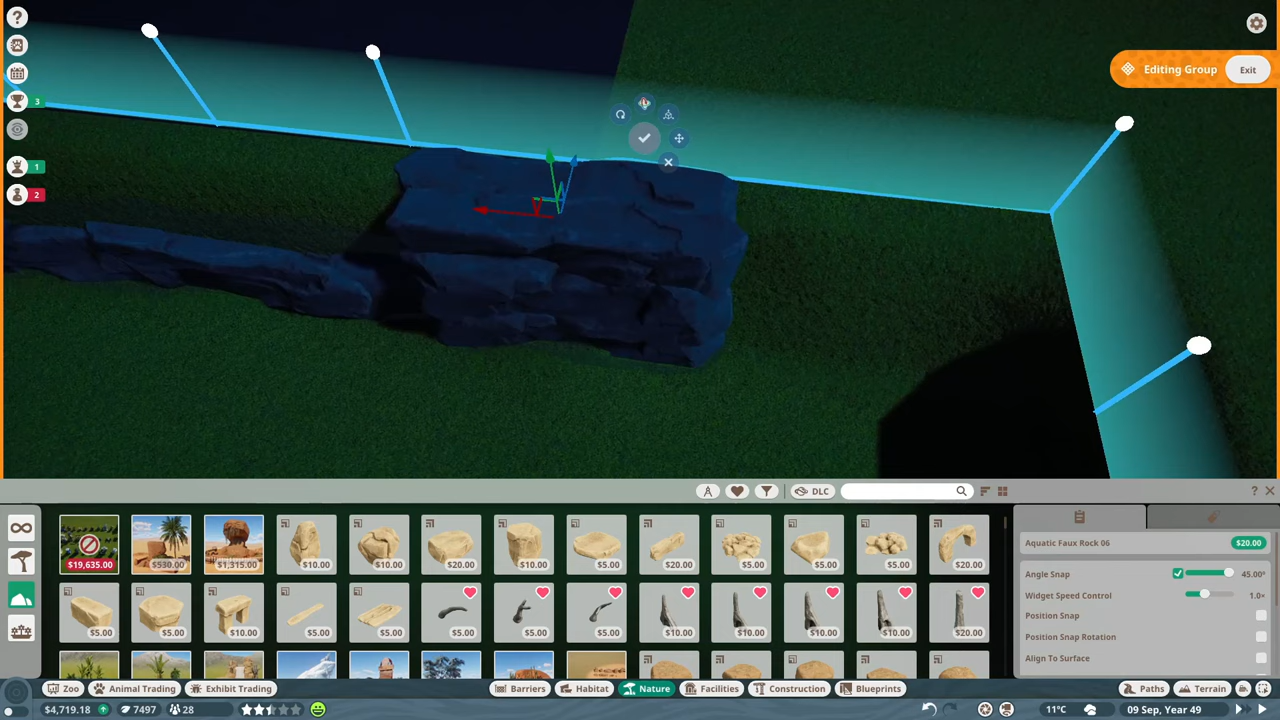 ?
Editing Group Exit
3
1
2
DLC
?
$19,635.00 $530.00 $1,315.00 $10.00 $10.00 $20.00 $10.00 $5.00 $20.00 $5.00 $5.00 $5.00 $20.00
$5.00 $5.00 $10.00 $5.00 $5.00 $5.00 $5.00 $5.00 $10.00 $10.00 $10.00 $10.00 $20.00
Aquatic Faux Rock 06 $20.00
Angle Snap 45.00°
Widget Speed Control 1.0×
Position Snap
Position Snap Rotation
Align To Surface
Zoo Animal Trading Exhibit Trading Barriers Habitat Nature Facilities Construction Blueprints Paths Terrain
$4,719.18 7497 28 11°C 09 Sep, Year 49